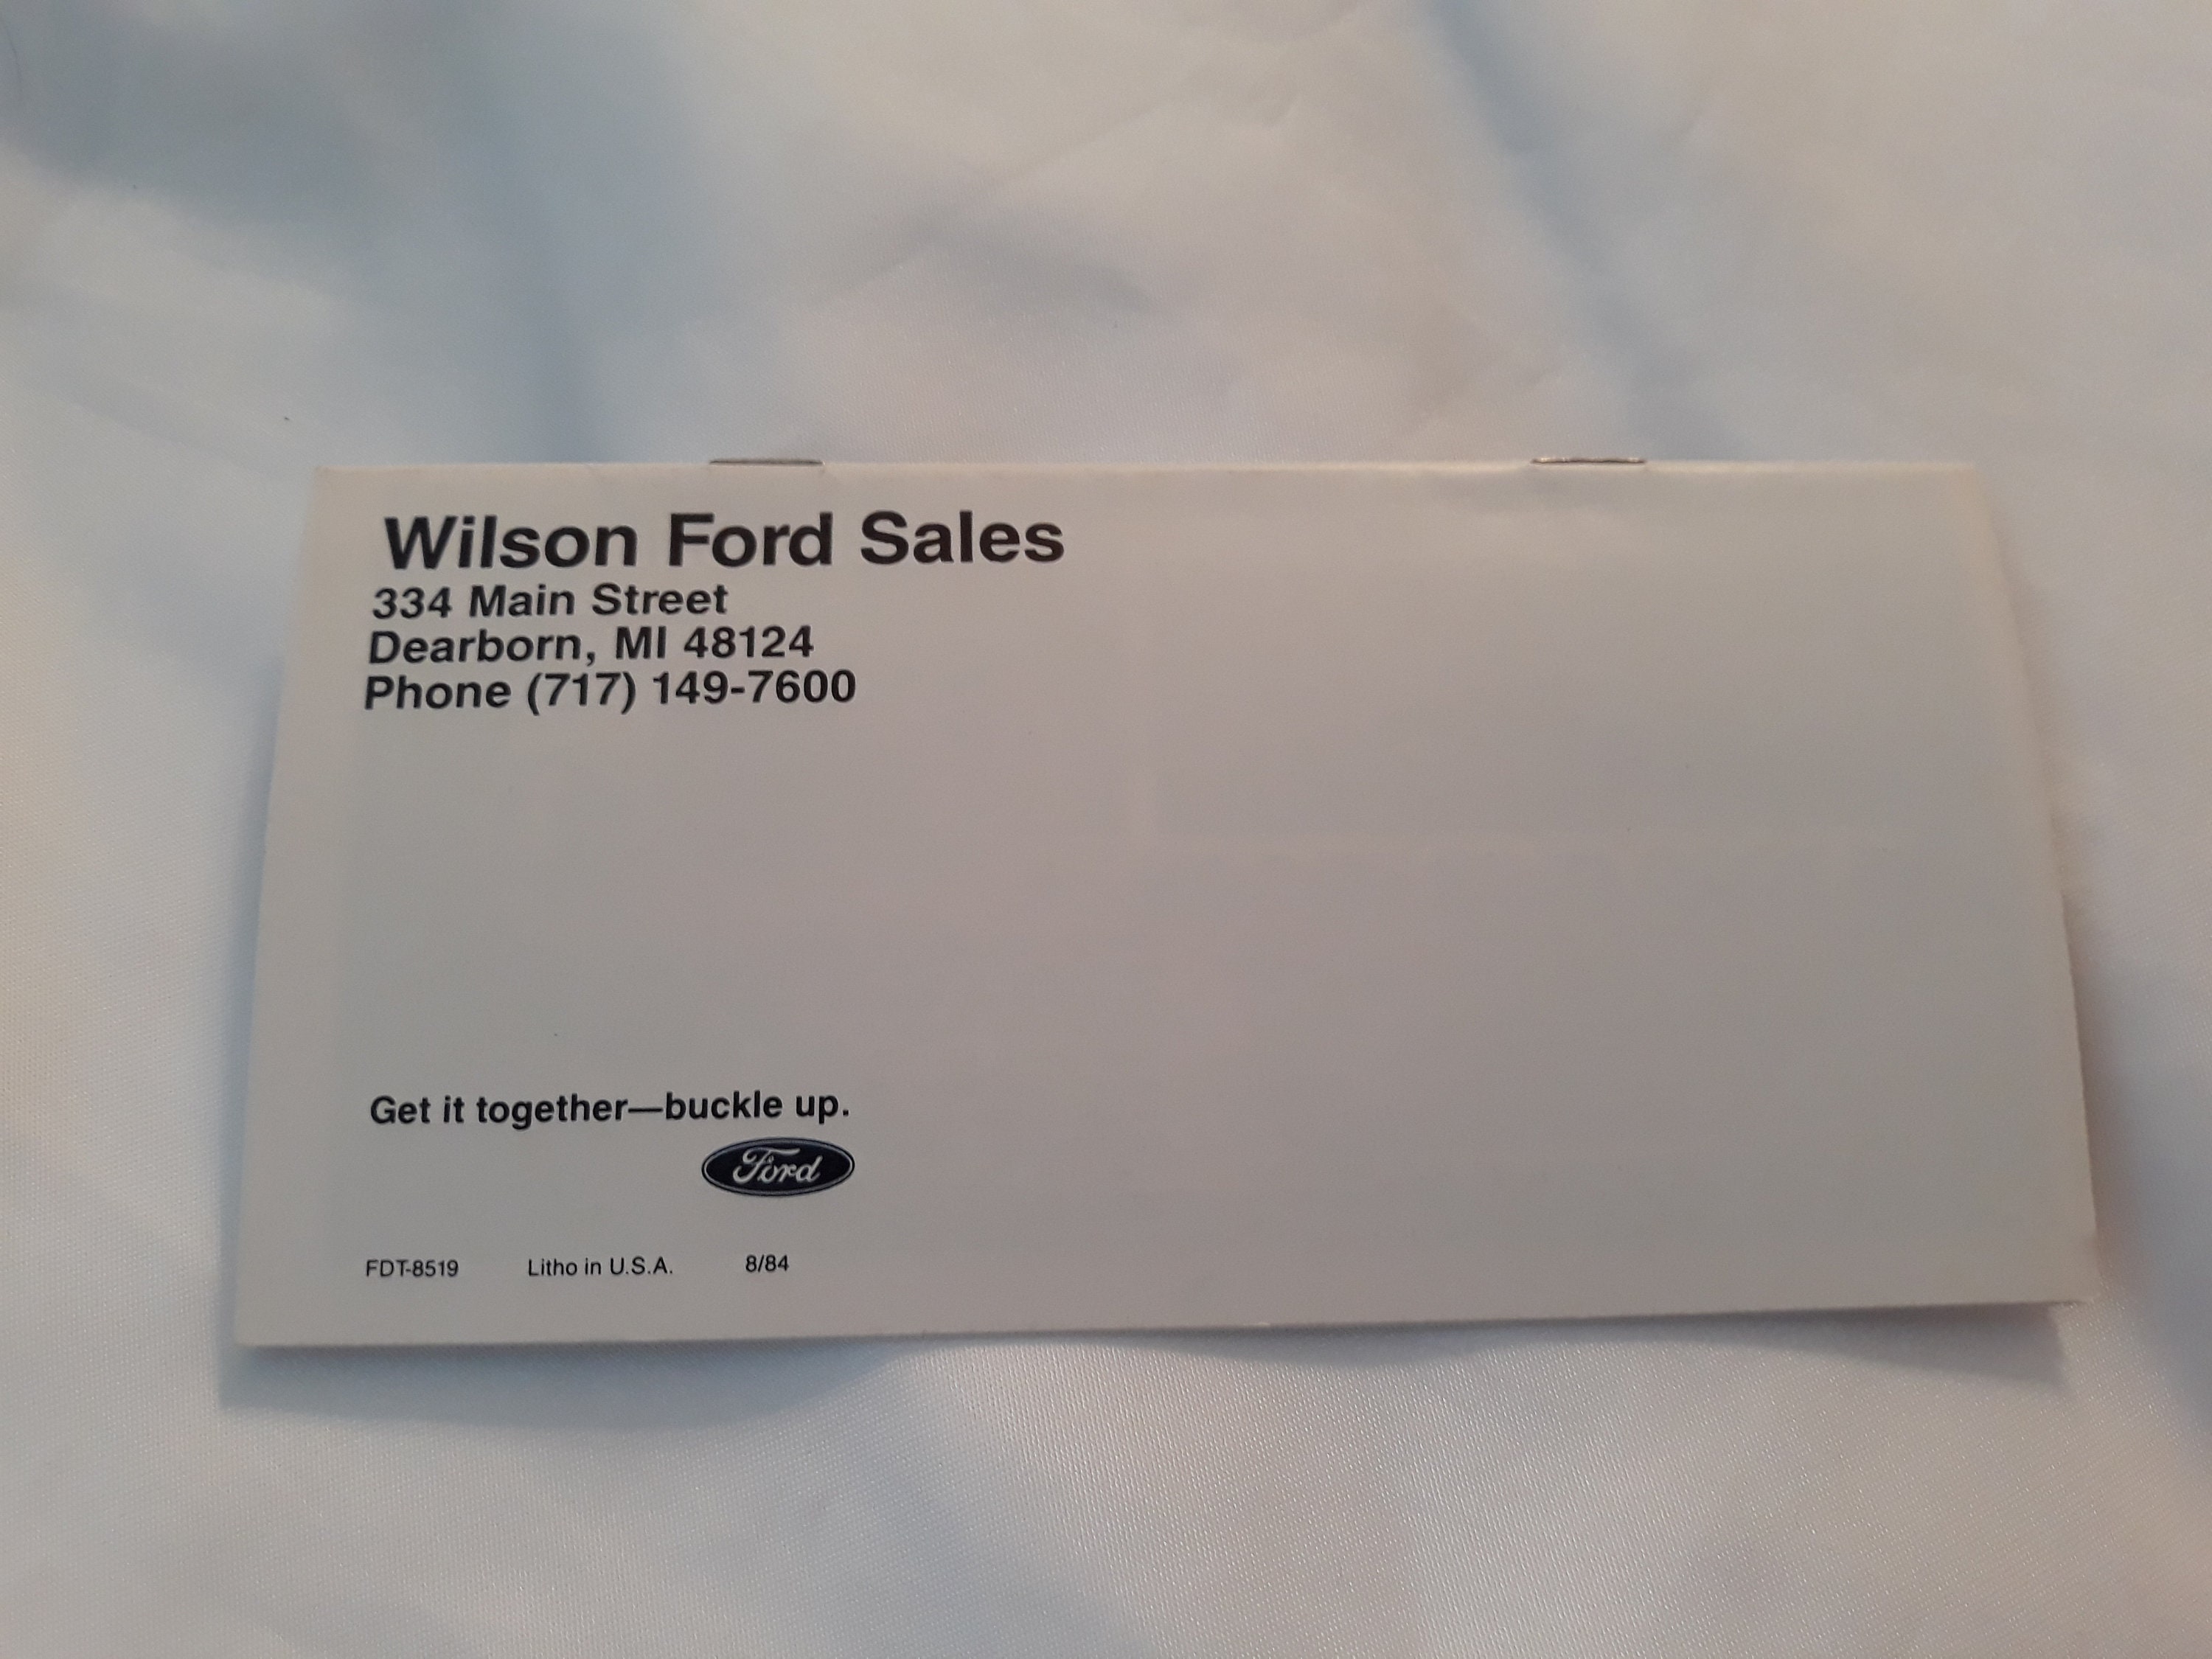 Wilson Ford Sales
334 Main Street
Dearborn, MI 48124
Phone (717) 149-7600
Get it together—buckle up.
Ford
FDT-8519 Litho in U.S.A. 8/84